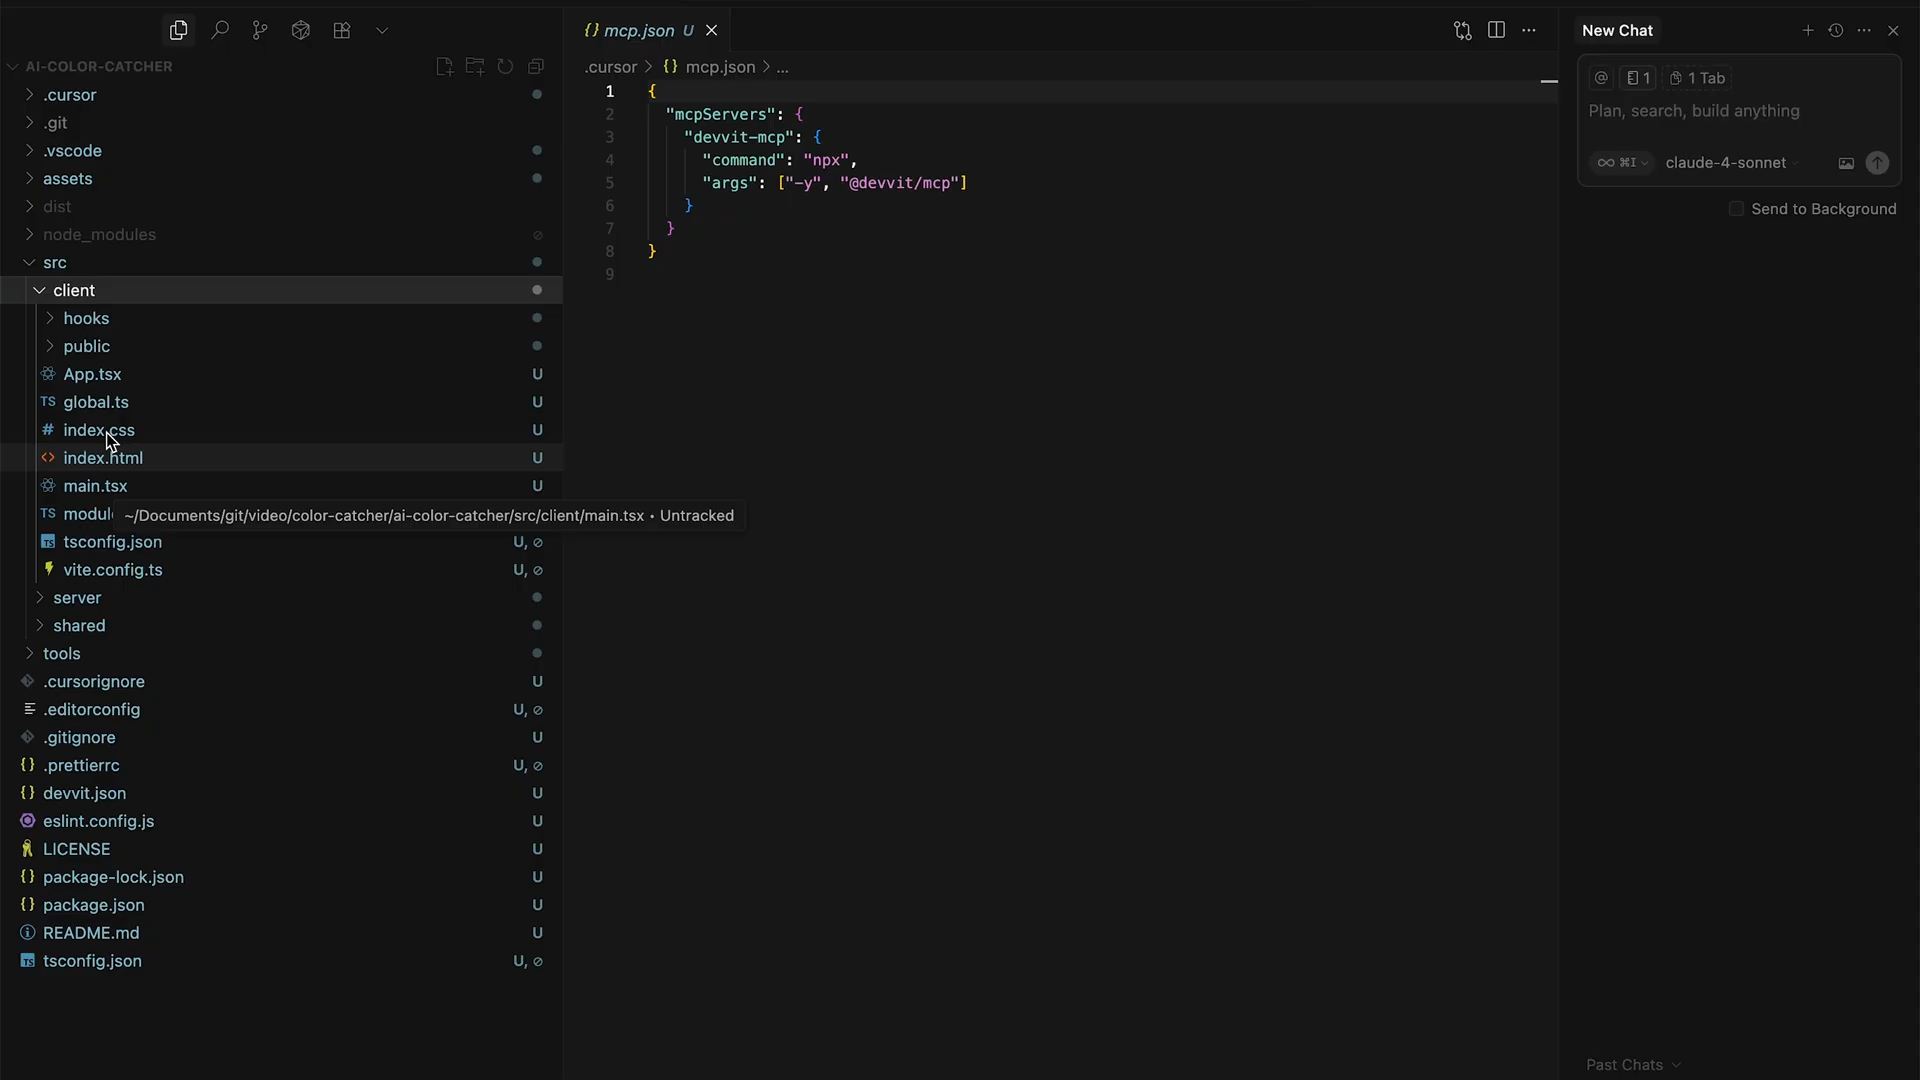 AI-COLOR-CATCHER
.cursor
.git
.vscode
assets
dist
node_modules
src
client
hooks
public
App.tsx U
TS global.ts U
# index.css U
<> index.html U
main.tsx U
TS modul
~/Documents/git/video/color-catcher/ai-color-catcher/src/client/main.tsx • Untracked
TS tsconfig.json U,
vite.config.ts U,
server
shared
tools
.cursorignore U
.editorconfig U,
.gitignore U
{} .prettierrc U,
{} devvit.json U
eslint.config.js U
LICENSE U
{} package-lock.json U
{} package.json U
README.md U
TS tsconfig.json U,
{} mcp.json U
.cursor > {} mcp.json > ...
1 {
2 "mcpServers": {
3 "devvit-mcp": {
4 "command": "npx",
5 "args": ["-y", "@devvit/mcp"]
6 }
7 }
8 }
9
New Chat
@ 1 1 Tab
Plan, search, build anything
∞ ⌘I claude-4-sonnet
Send to Background
Past Chats